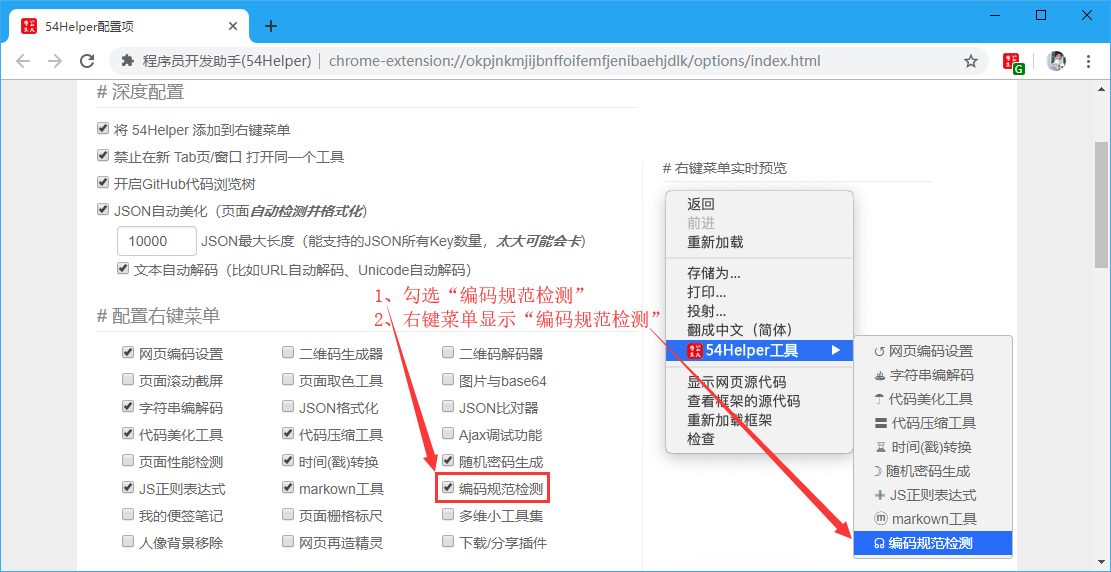 54Helper配置项
程序员开发助手(54Helper) | chrome-extension://okpjnkmjijbnffoifemfjenibaehjdlk/options/index.html
# 深度配置
将 54Helper 添加到右键菜单
禁止在新 Tab页/窗口 打开同一个工具
开启GitHub代码浏览树
JSON自动美化（页面自动检测并格式化）
10000 JSON最大长度（能支持的JSON所有Key数量，太大可能会卡）
文本自动解码（比如URL自动解码、Unicode自动解码）
1、勾选“编码规范检测”
2、右键菜单显示“编码规范检测”
# 配置右键菜单
网页编码设置 二维码生成器 二维码解码器
页面滚动截屏 页面取色工具 图片与base64
字符串编解码 JSON格式化 JSON比对器
代码美化工具 代码压缩工具 Ajax调试功能
页面性能检测 时间(戳)转换 随机密码生成
JS正则表达式 markown工具 编码规范检测
我的便签笔记 页面栅格标尺 多维小工具集
人像背景移除 网页再造精灵 下载/分享插件
# 右键菜单实时预览
返回
前进
重新加载
存储为...
打印...
投射...
翻成中文（简体）
54Helper工具
显示网页源代码
查看框架的源代码
重新加载框架
检查
网页编码设置
字符串编解码
代码美化工具
代码压缩工具
时间(戳)转换
随机密码生成
JS正则表达式
markown工具
编码规范检测